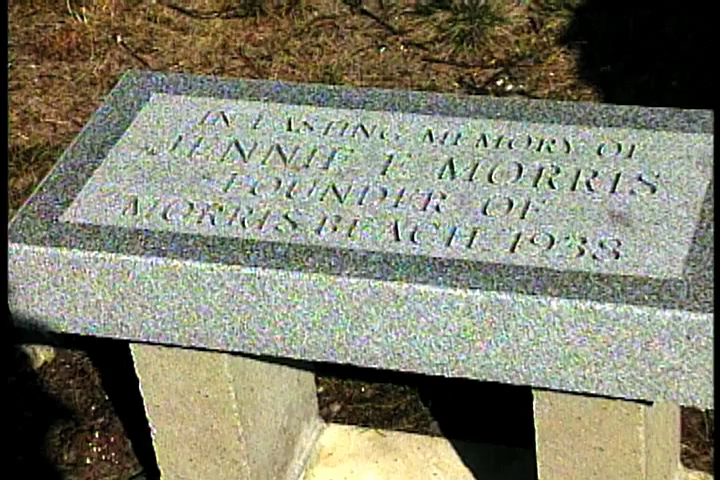 IN LASTING MEMORY OF
JENNIE F MORRIS
FOUNDER OF
MORRIS BEACH 1938